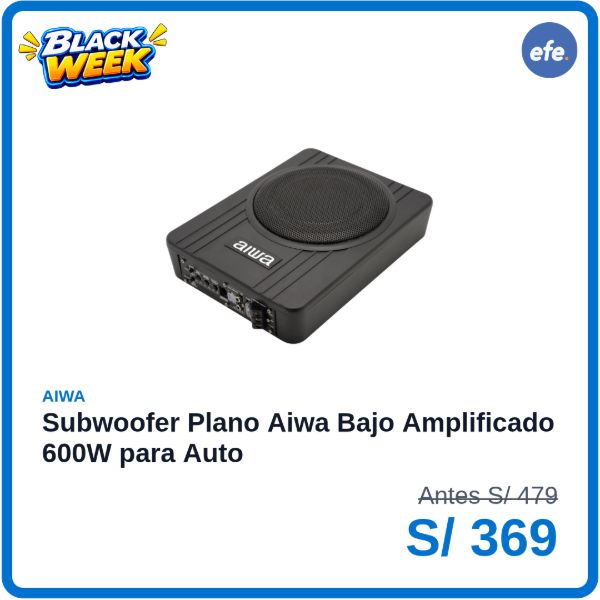 BLACK
WEEK
efe.
aiwa
AIWA
Subwoofer Plano Aiwa Bajo Amplificado
600W para Auto
Antes S/ 479
S/ 369